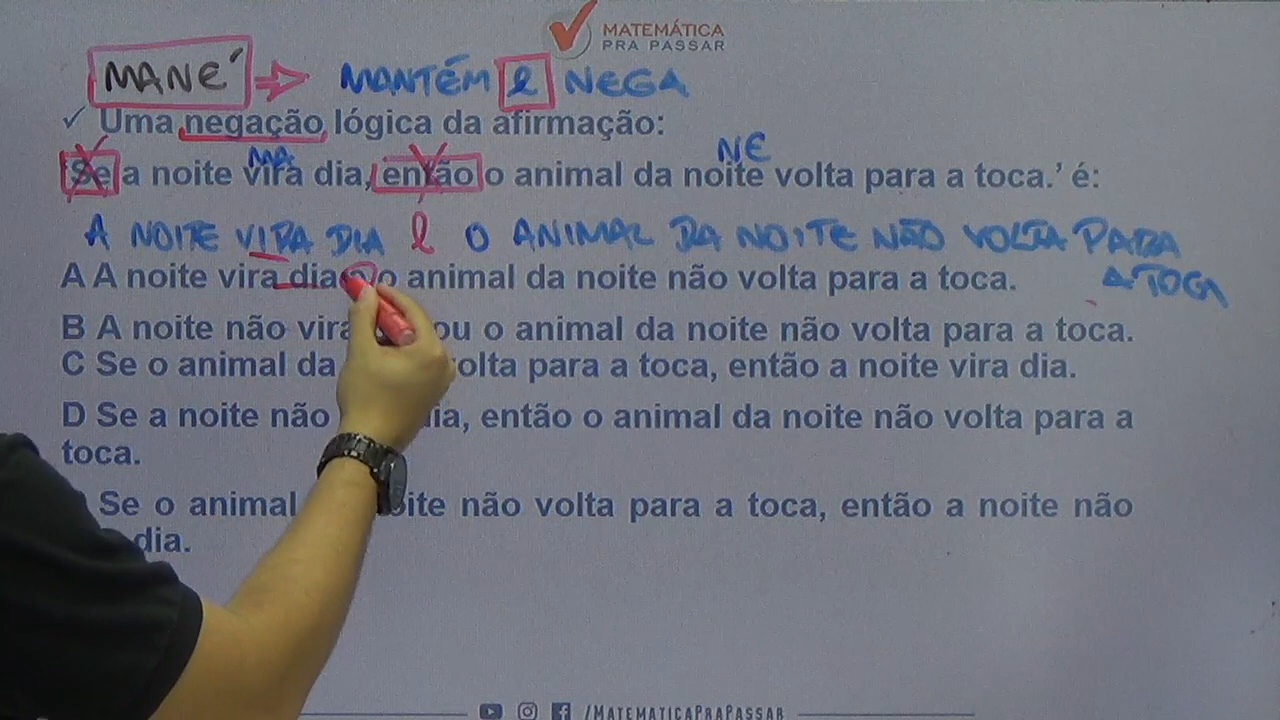 MATEMÁTICA
PRA PASSAR
MANÉ MANTÉM e NEGA
✓ Uma negação lógica da afirmação:
MA NE
'Se a noite vira dia, então o animal da noite volta para a toca.' é:
A NOITE VIRA DIA e O ANIMAL DA NOITE NÃO VOLTA PARA
A TOCA
A A noite vira dia o animal da noite não volta para a toca.
B A noite não vira ou o animal da noite não volta para a toca.
C Se o animal da volta para a toca, então a noite vira dia.
D Se a noite não dia, então o animal da noite não volta para a
toca.
Se o animal não volta para a toca, então a noite não
dia.
/MATEMATICAPRAPASSAR